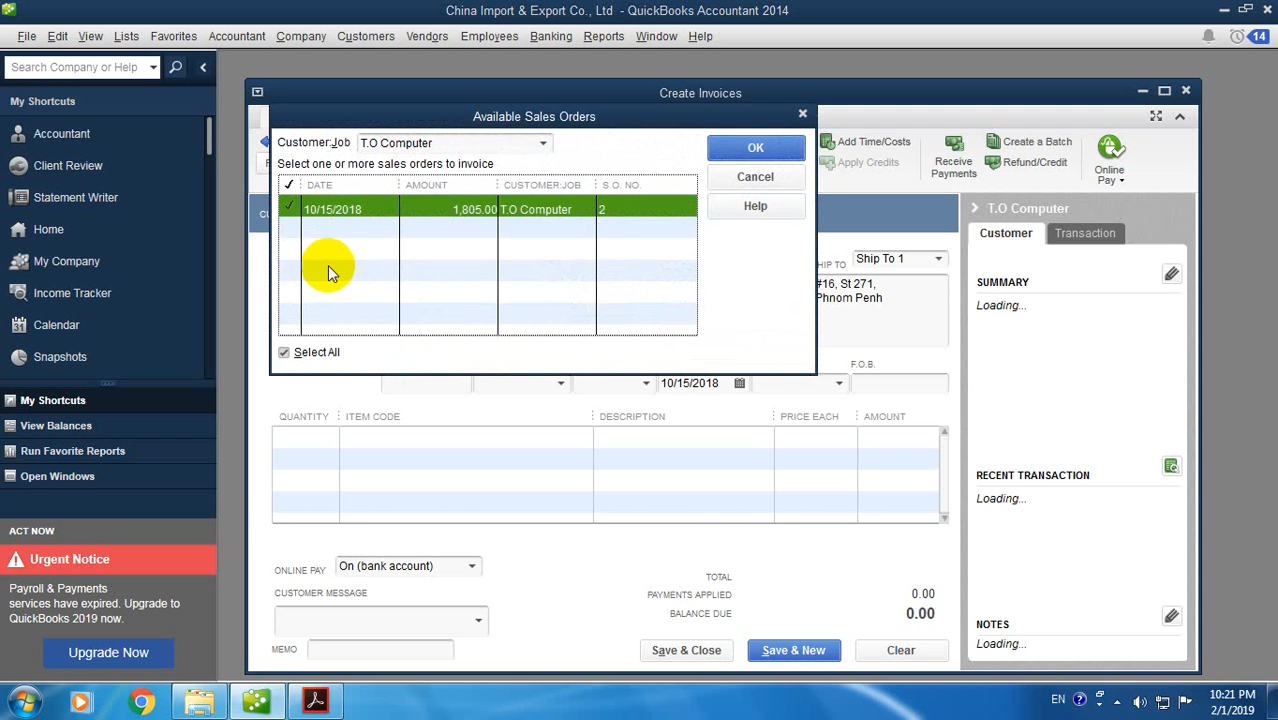 China Import & Export Co., Ltd - QuickBooks Accountant 2014
File Edit View Lists Favorites Accountant Company Customers Vendors Employees Banking Reports Window Help
14
Search Company or Help
My Shortcuts
Accountant
Client Review
Statement Writer
Home
My Company
Income Tracker
Calendar
Snapshots
My Shortcuts
View Balances
Run Favorite Reports
Open Windows
ACT NOW
Urgent Notice
Payroll & Payments
services have expired. Upgrade to
QuickBooks 2019 now.
Upgrade Now
Create Invoices
Available Sales Orders
Customer:Job T.O Computer
Select one or more sales orders to invoice
DATE AMOUNT CUSTOMER:JOB S.O. NO.
10/15/2018 1,805.00 T.O Computer 2
Select All
OK
Cancel
Help
Add Time/Costs
Apply Credits
Receive
Payments
Create a Batch
Refund/Credit
Online
Pay
Ship To 1
#16, St 271,
Phnom Penh
F.O.B.
10/15/2018
QUANTITY ITEM CODE DESCRIPTION PRICE EACH AMOUNT
ONLINE PAY On (bank account)
CUSTOMER MESSAGE
MEMO
TOTAL
PAYMENTS APPLIED 0.00
BALANCE DUE 0.00
Save & Close Save & New Clear
T.O Computer
Customer Transaction
SUMMARY
Loading...
RECENT TRANSACTION
Loading...
NOTES
Loading...
EN
10:21 PM
2/1/2019